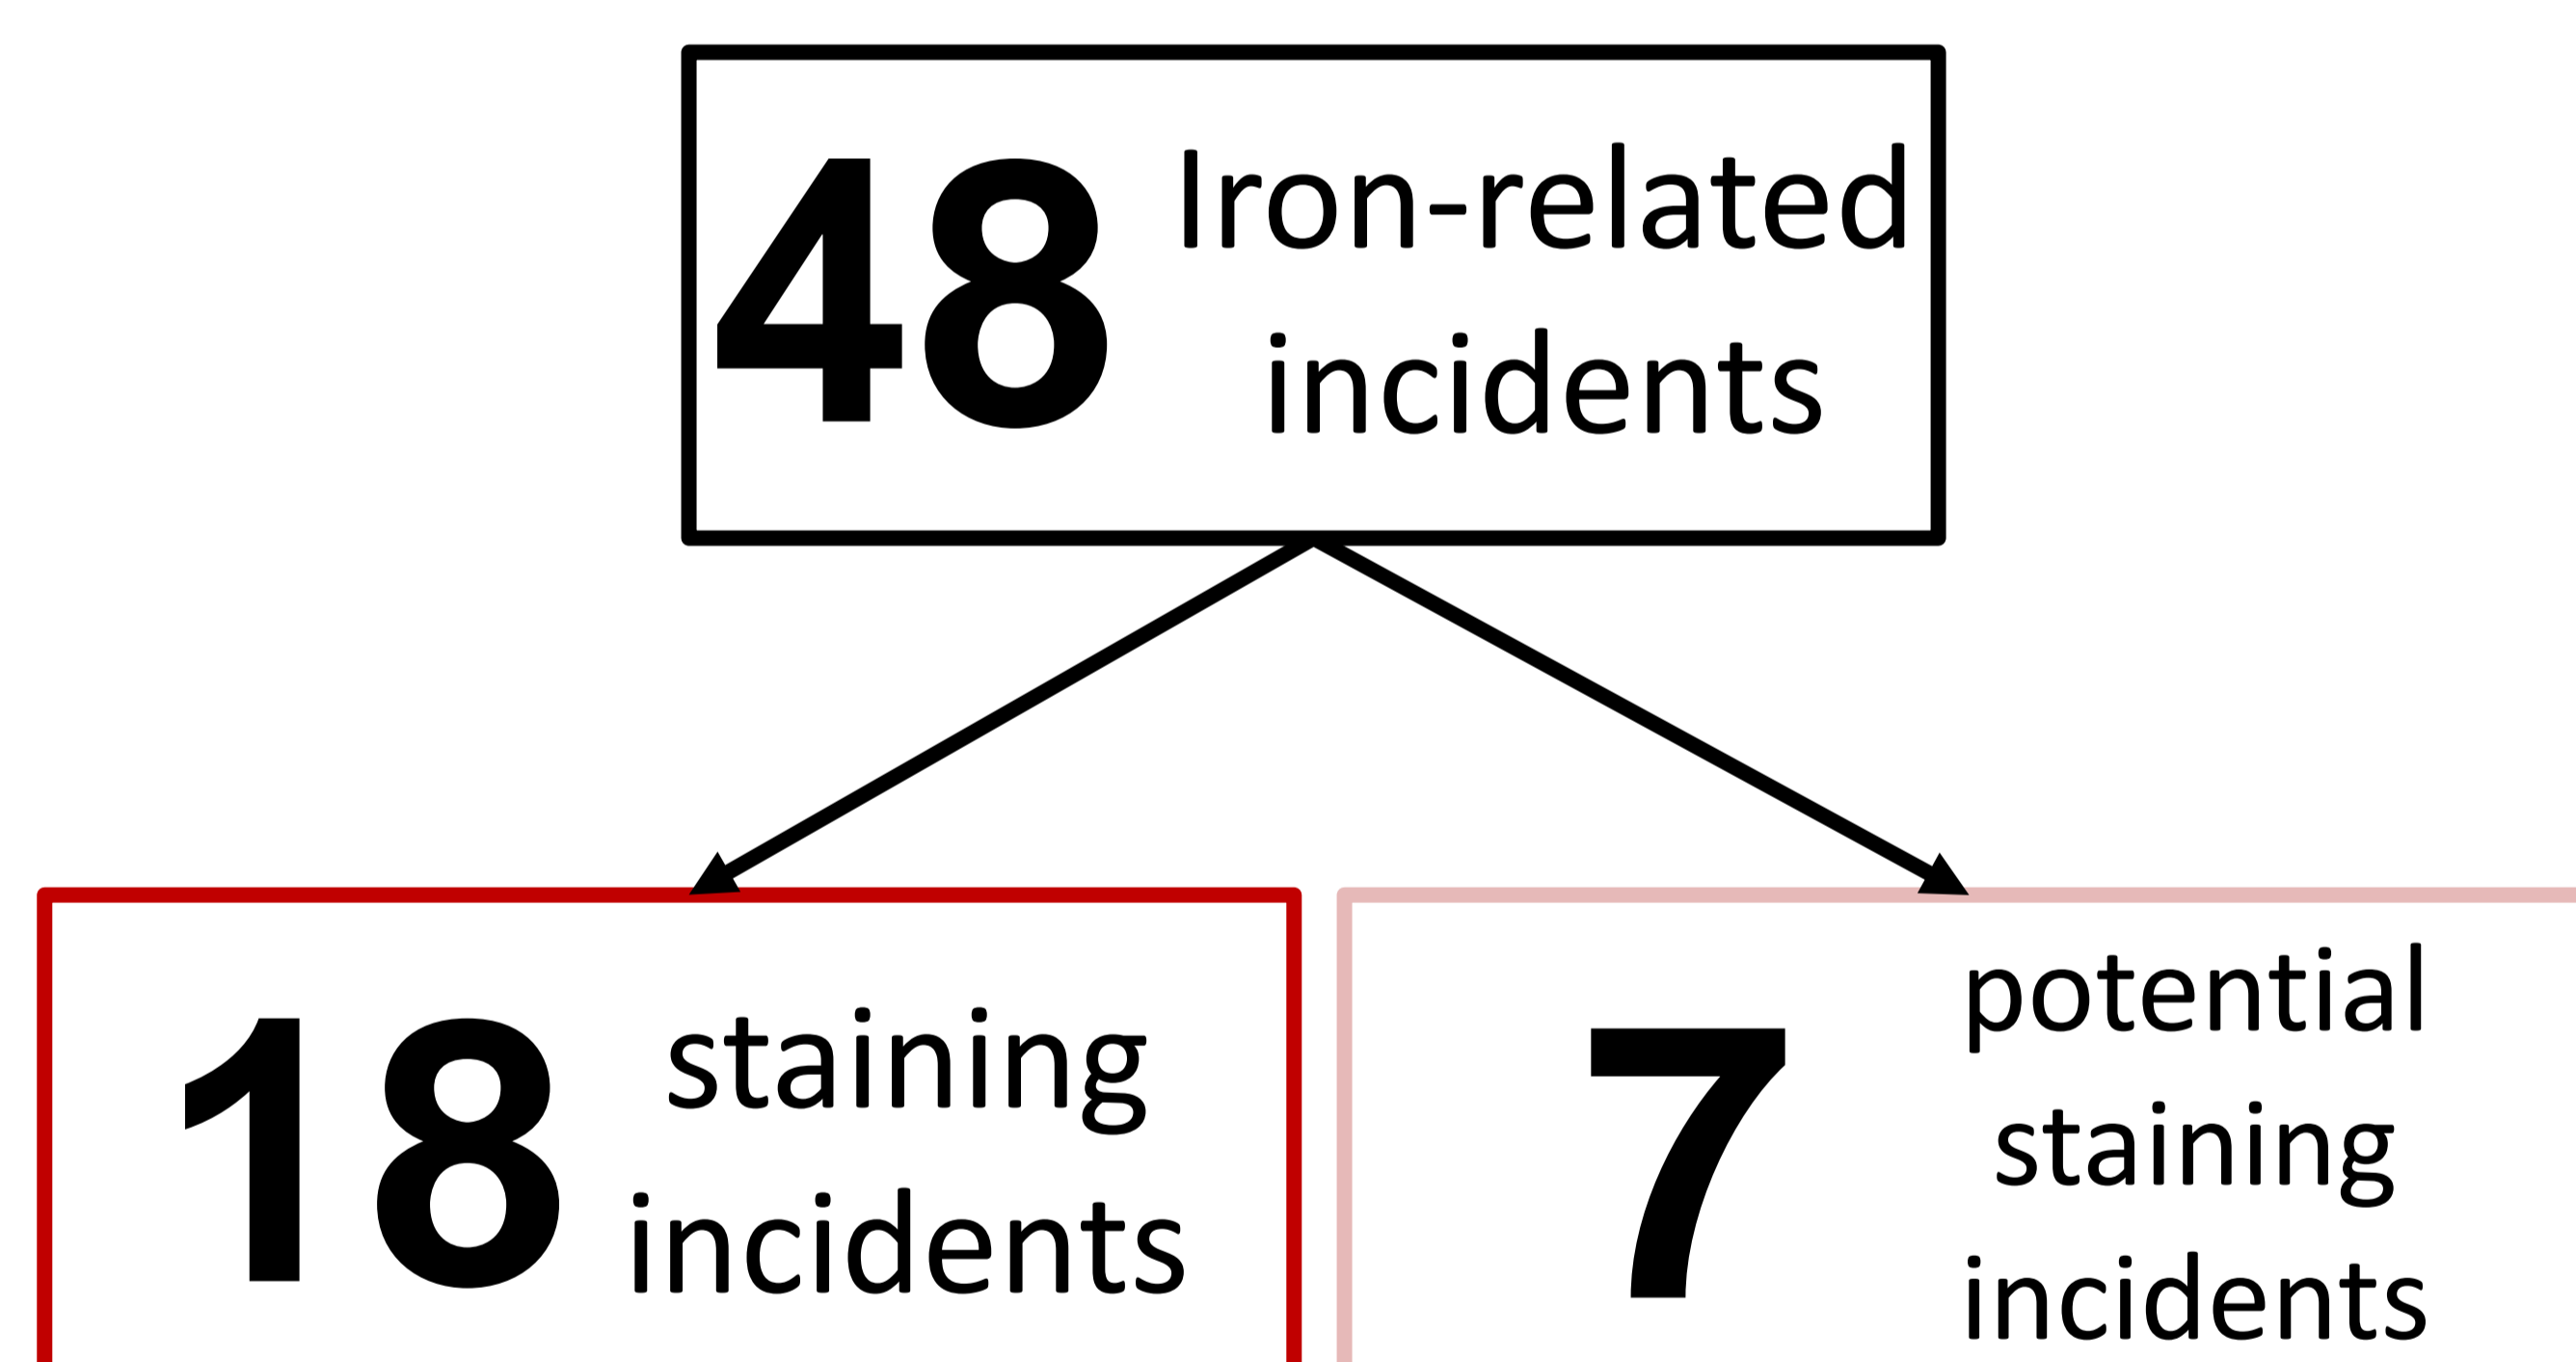 48 Iron-related
incidents
18 staining
incidents
7 potential
staining
incidents